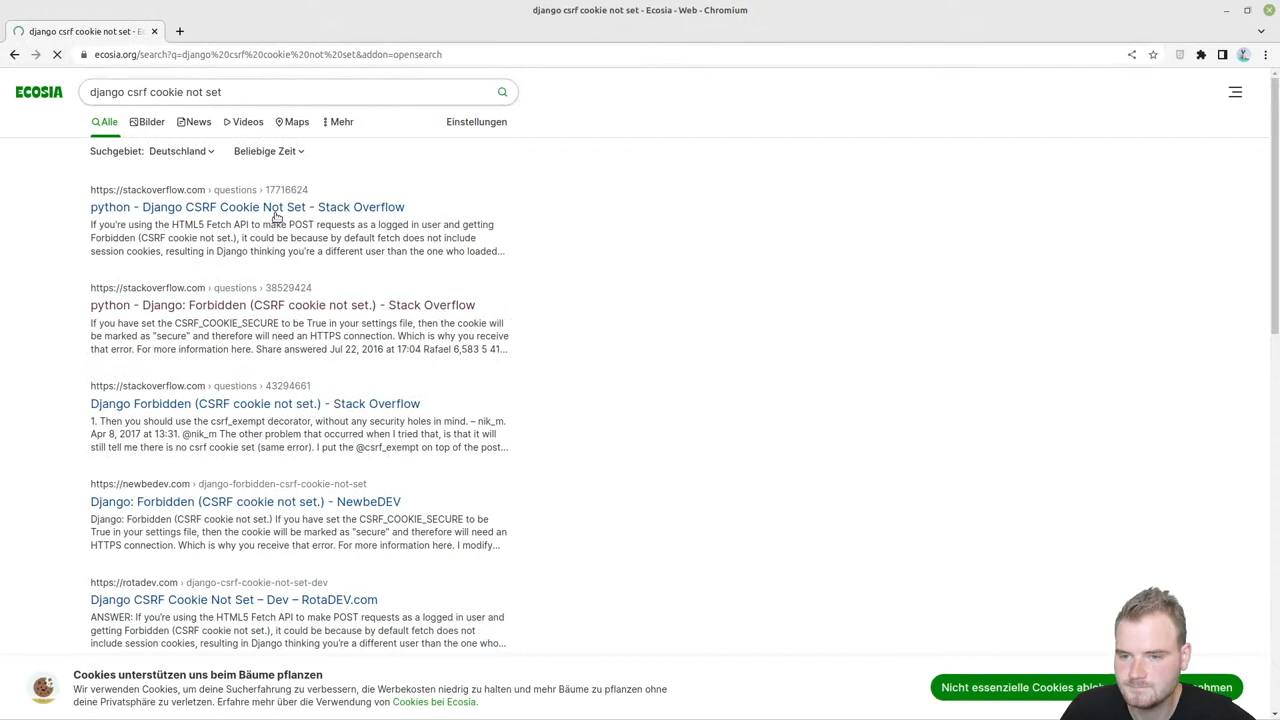 django csrf cookie not set - Ecosia - Web - Chromium
django csrf cookie not set - Ec
ecosia.org/search?q=django%20csrf%20cookie%20not%20set&addon=opensearch
ECOSIA
django csrf cookie not set
Alle Bilder News Videos Maps Mehr Einstellungen
Suchgebiet: Deutschland Beliebige Zeit
https://stackoverflow.com › questions › 17716624
python - Django CSRF Cookie Not Set - Stack Overflow
If you're using the HTML5 Fetch API to make POST requests as a logged in user and getting
Forbidden (CSRF cookie not set.), it could be because by default fetch does not include
session cookies, resulting in Django thinking you're a different user than the one who loaded...
https://stackoverflow.com › questions › 38529424
python - Django: Forbidden (CSRF cookie not set.) - Stack Overflow
If you have set the CSRF_COOKIE_SECURE to be True in your settings file, then the cookie will
be marked as "secure" and therefore will need an HTTPS connection. Which is why you receive
that error. For more information here. Share answered Jul 22, 2016 at 17:04 Rafael 6,583 5 41...
https://stackoverflow.com › questions › 43294661
Django Forbidden (CSRF cookie not set.) - Stack Overflow
1. Then you should use the csrf_exempt decorator, without any security holes in mind. – nik_m.
Apr 8, 2017 at 13:31. @nik_m The other problem that occurred when I tried that, is that it will
still tell me there is no csrf cookie set (same error). I put the @csrf_exempt on top of the post...
https://newbedev.com › django-forbidden-csrf-cookie-not-set
Django: Forbidden (CSRF cookie not set.) - NewbeDEV
Django: Forbidden (CSRF cookie not set.) If you have set the CSRF_COOKIE_SECURE to be
True in your settings file, then the cookie will be marked as "secure" and therefore will need an
HTTPS connection. Which is why you receive that error. For more information here. I modify...
https://rotadev.com › django-csrf-cookie-not-set-dev
Django CSRF Cookie Not Set – Dev – RotaDEV.com
ANSWER: If you're using the HTML5 Fetch API to make POST requests as a logged in user and
getting Forbidden (CSRF cookie not set.), it could be because by default fetch does not
include session cookies, resulting in Django thinking you're a different user than the one who...
Cookies unterstützen uns beim Bäume pflanzen
Wir verwenden Cookies, um deine Sucherfahrung zu verbessern, die Werbekosten niedrig zu halten und mehr Bäume zu pflanzen ohne
deine Privatsphäre zu verletzen. Erfahre mehr über die Verwendung von Cookies bei Ecosia.
Nicht essenzielle Cookies